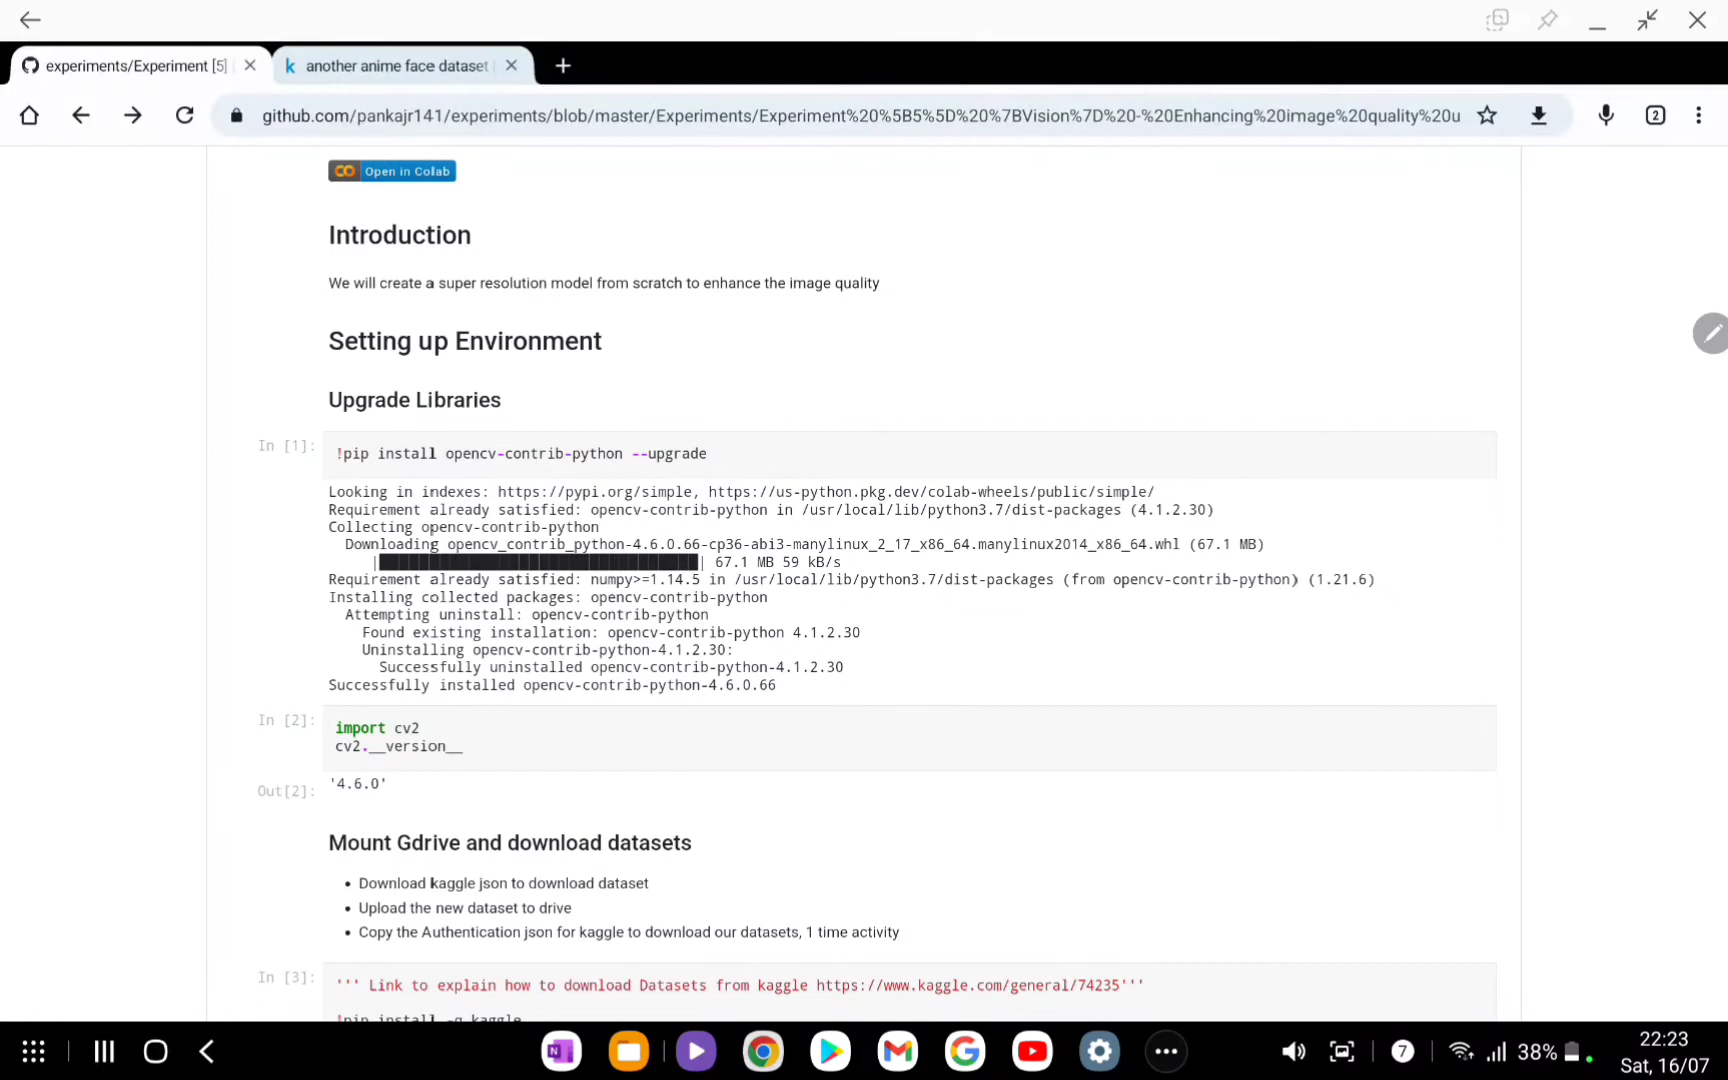 experiments/Experiment [5]
another anime face dataset
github.com/pankajr141/experiments/blob/master/Experiments/Experiment%20%5B5%5D%20%7BVision%7D%20-%20Enhancing%20image%20quality%20u
2
Open in Colab
Introduction
We will create a super resolution model from scratch to enhance the image quality
Setting up Environment
Upgrade Libraries
In [1]:
!pip install opencv-contrib-python --upgrade
Looking in indexes: https://pypi.org/simple, https://us-python.pkg.dev/colab-wheels/public/simple/
Requirement already satisfied: opencv-contrib-python in /usr/local/lib/python3.7/dist-packages (4.1.2.30)
Collecting opencv-contrib-python
Downloading opencv_contrib_python-4.6.0.66-cp36-abi3-manylinux_2_17_x86_64.manylinux2014_x86_64.whl (67.1 MB)
|████████████████████████████████| 67.1 MB 59 kB/s
Requirement already satisfied: numpy>=1.14.5 in /usr/local/lib/python3.7/dist-packages (from opencv-contrib-python) (1.21.6)
Installing collected packages: opencv-contrib-python
Attempting uninstall: opencv-contrib-python
Found existing installation: opencv-contrib-python 4.1.2.30
Uninstalling opencv-contrib-python-4.1.2.30:
Successfully uninstalled opencv-contrib-python-4.1.2.30
Successfully installed opencv-contrib-python-4.6.0.66
In [2]:
import cv2
cv2.__version__
Out[2]:
'4.6.0'
Mount Gdrive and download datasets
• Download kaggle json to download dataset
• Upload the new dataset to drive
• Copy the Authentication json for kaggle to download our datasets, 1 time activity
In [3]:
''' Link to explain how to download Datasets from kaggle https://www.kaggle.com/general/74235'''
!pip install -q kaggle
7
38%
22:23
Sat, 16/07